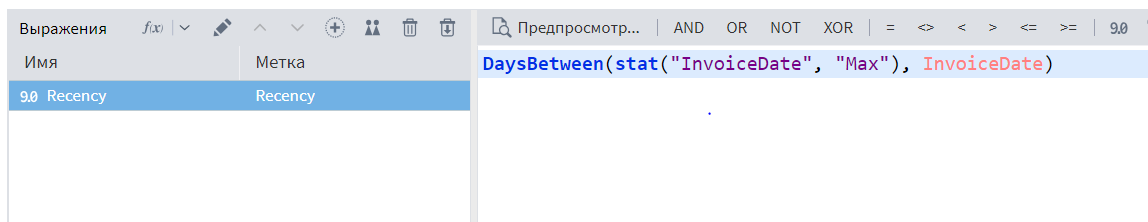 Выражения f(x) Предпросмотр... AND OR NOT XOR = <> < > <= >= 9.0
Имя Метка
DaysBetween(stat("InvoiceDate", "Max"), InvoiceDate)
9.0 Recency Recency